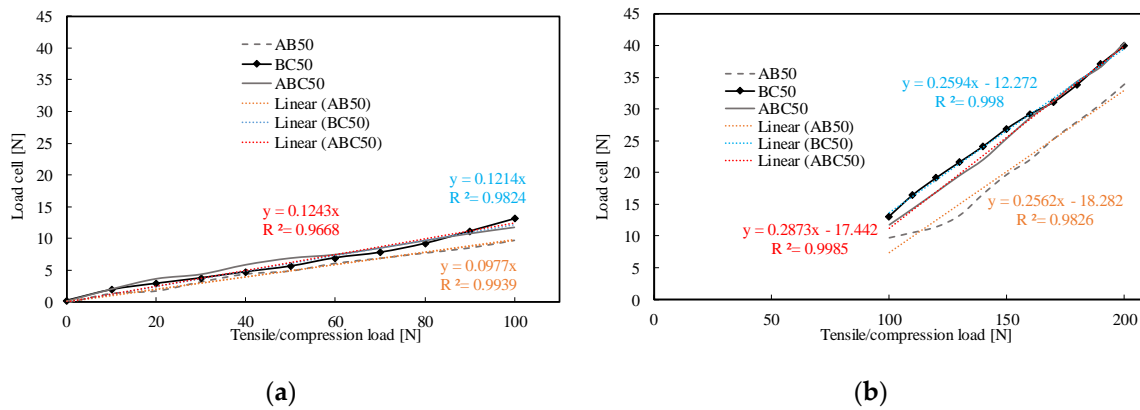 45
40
35
30
25
20
15
10
5
0
Load cell [N]
AB50
BC50
ABC50
Linear (AB50)
Linear (BC50)
Linear (ABC50)
y = 0.1243x
R ²= 0.9668
y = 0.1214x
R ²= 0.9824
y = 0.0977x
R ²= 0.9939
0 20 40 60 80 100
Tensile/compression load [N]
(a)
45
40
35
30
25
20
15
10
5
0
Load cell [N]
AB50
BC50
ABC50
Linear (AB50)
Linear (BC50)
Linear (ABC50)
y = 0.2594x - 12.272
R ²= 0.998
y = 0.2873x - 17.442
R ²= 0.9985
y = 0.2562x - 18.282
R ²= 0.9826
0 50 100 150 200
Tensile/compression load [N]
(b)